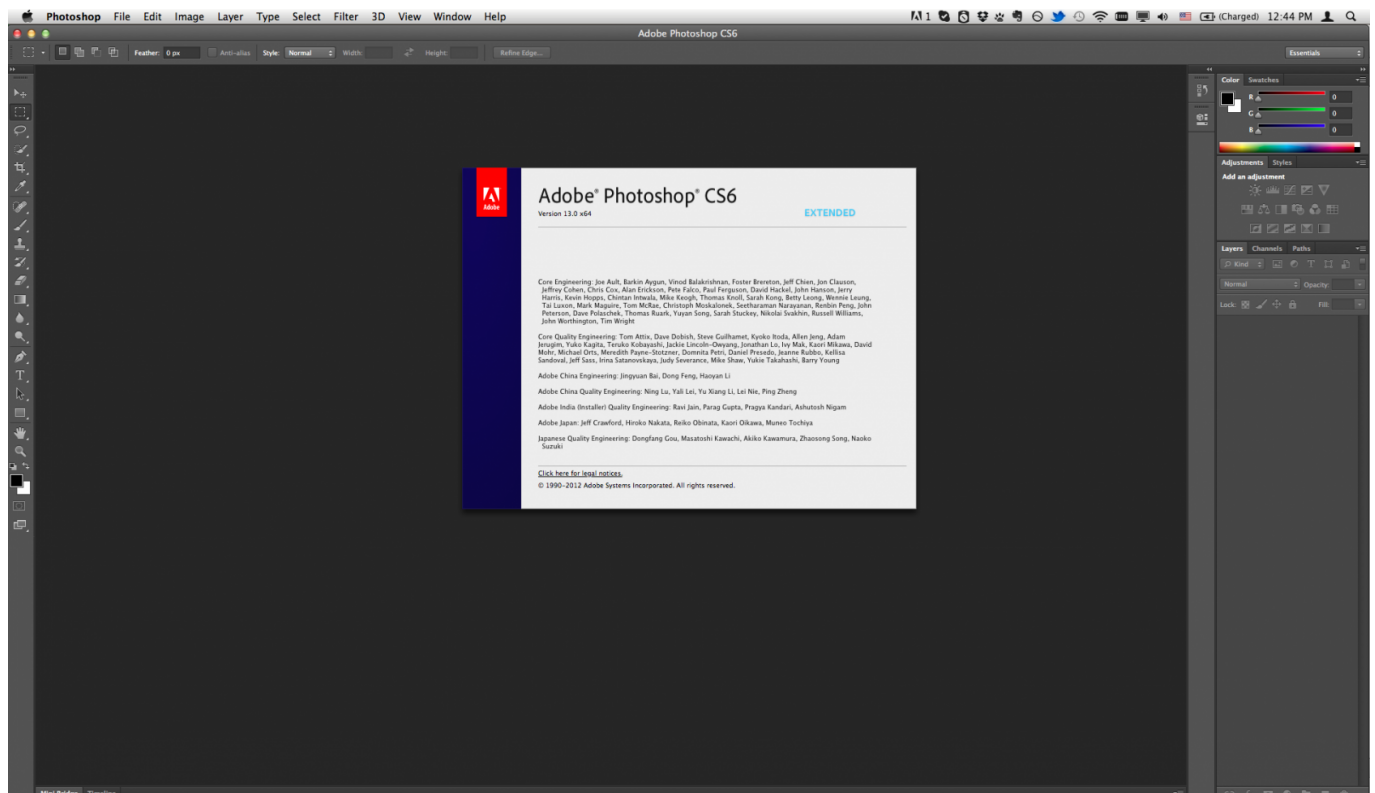 Photoshop File Edit Image Layer Type Select Filter 3D View Window Help 1 (Charged) 12:44 PM
Adobe Photoshop CS6
Feather: 0 px Anti-alias Style: Normal Width: Height: Refine Edge... Essentials
Color Swatches
R 0
G 0
B 0
Adjustments Styles
Add an adjustment
Layers Channels Paths
Kind
Normal Opacity:
Lock: Fill:
Adobe
Adobe® Photoshop® CS6
Version 13.0 x64 EXTENDED
Core Engineering: Joe Ault, Barkin Aygun, Vinod Balakrishnan, Foster Brereton, Jeff Chien, Jon Clauson,
Jeffrey Cohen, Chris Cox, Alan Erickson, Pete Falco, Paul Ferguson, David Hackel, John Hanson, Jerry
Harris, Kevin Hopps, Chintan Intwala, Mike Keogh, Thomas Knoll, Sarah Kong, Betty Leong, Wennie Leung,
Tai Luxon, Mark Maguire, Tom McRae, Christoph Moskalonek, Seetharaman Narayanan, Renbin Peng, John
Peterson, Dave Polaschek, Thomas Ruark, Yuyan Song, Sarah Stuckey, Nikolai Svakhin, Russell Williams,
John Worthington, Tim Wright
Core Quality Engineering: Tom Attix, Dave Dobish, Steve Guilhamet, Kyoko Itoda, Allen Jeng, Adam
Jerugim, Yuko Kagita, Teruko Kobayashi, Jackie Lincoln-Owyang, Jonathan Lo, Ivy Mak, Kaori Mikawa, David
Mohr, Michael Orts, Meredith Payne-Stotzner, Domnita Petri, Daniel Presedo, Jeanne Rubbo, Kellisa
Sandoval, Jeff Sass, Irina Satanovskaya, Judy Severance, Mike Shaw, Yukie Takahashi, Barry Young
Adobe China Engineering: Jingyuan Bai, Dong Feng, Haoyan Li
Adobe China Quality Engineering: Ning Lu, Yali Lei, Yu Xiang Li, Lei Nie, Ping Zheng
Adobe India (Installer) Quality Engineering: Ravi Jain, Parag Gupta, Pragya Kandari, Ashutosh Nigam
Adobe Japan: Jeff Crawford, Hiroko Nakata, Reiko Obinata, Kaori Oikawa, Muneo Tochiya
Japanese Quality Engineering: Dongfang Gou, Masatoshi Kawachi, Akiko Kawamura, Zhaosong Song, Naoko
Suzuki
Click here for legal notices.
© 1990-2012 Adobe Systems Incorporated. All rights reserved.
Mini Bridge Timeline